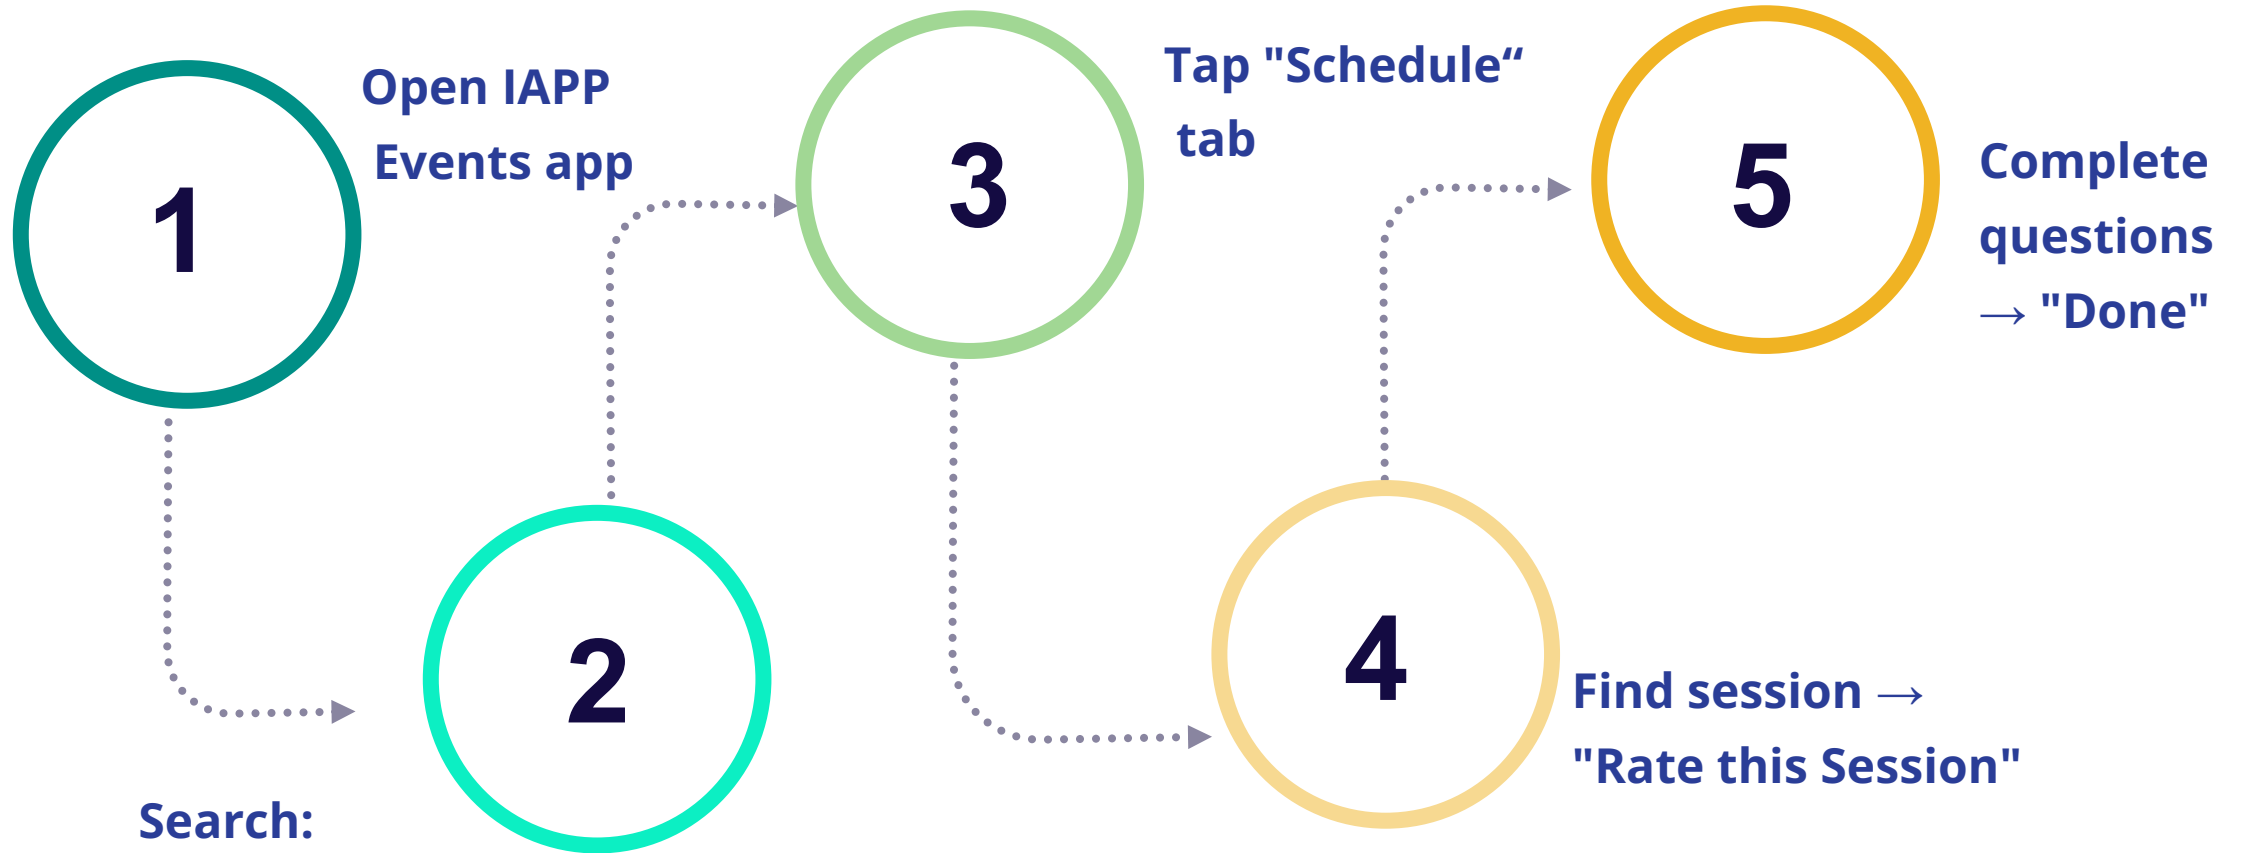 1
Open IAPP
Events app
2
Search:
3
Tap "Schedule“
tab
4
Find session →
"Rate this Session"
5
Complete
questions
→ "Done"